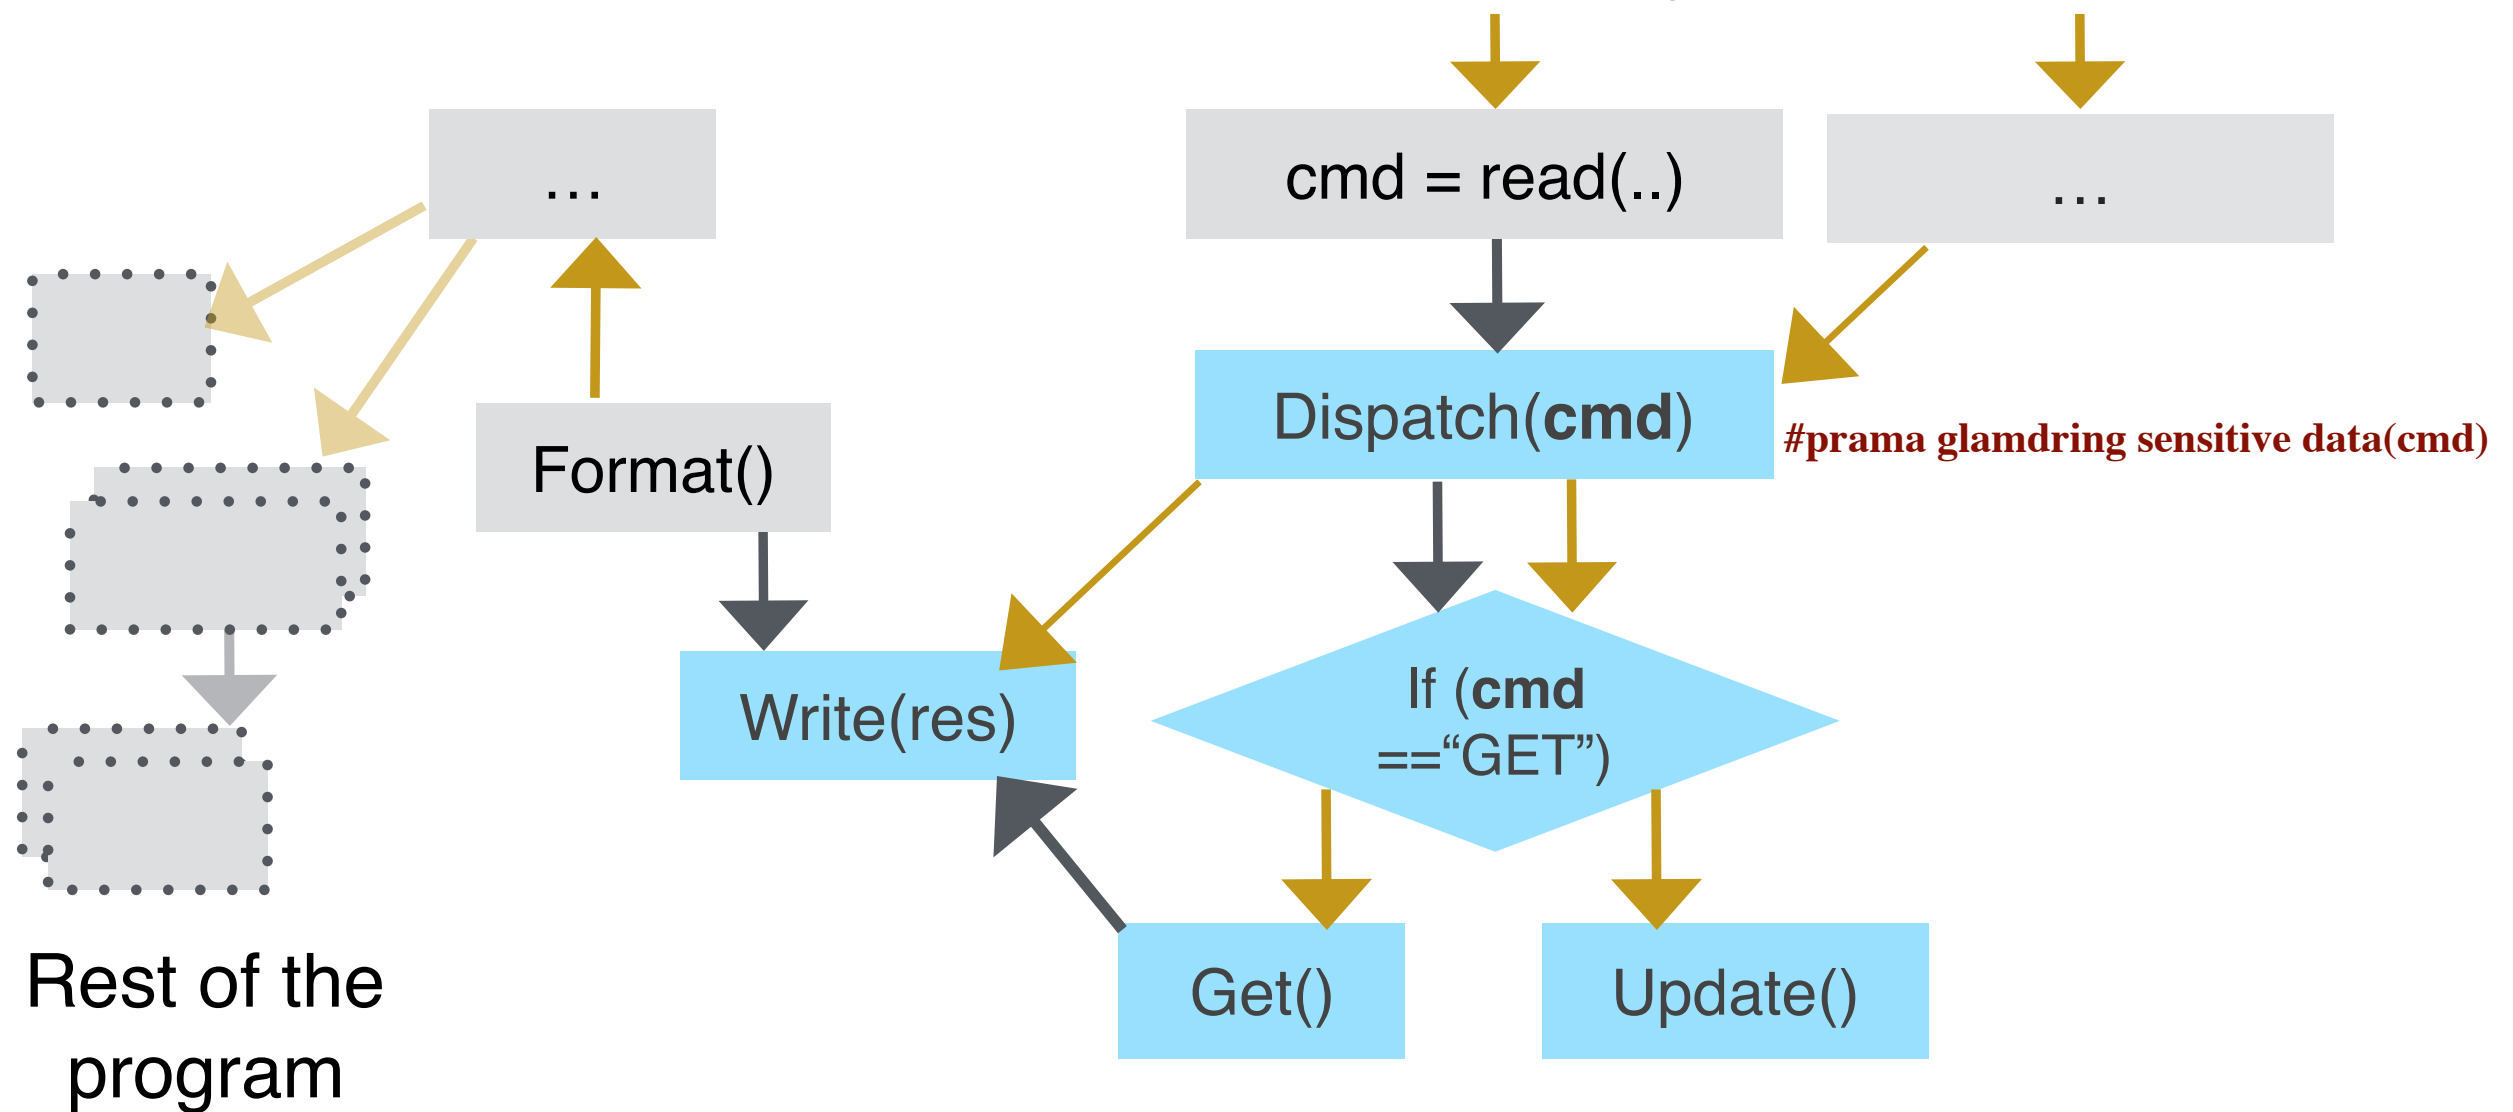 ...
cmd = read(..)
...
Dispatch(cmd)
#pragma glamdring sensitive data(cmd)
Format()
Write(res)
If (cmd
==“GET”)
Get()
Update()
Rest of the
program